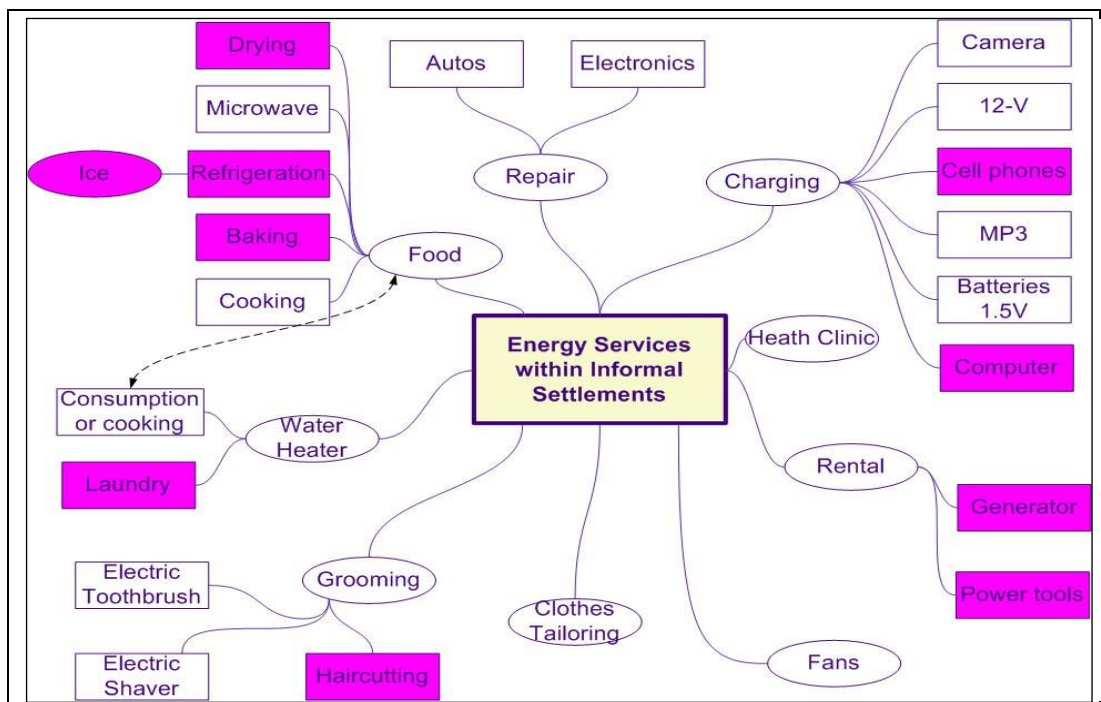 Drying
Microwave
Ice
Refrigeration
Baking
Cooking
Food
Autos
Electronics
Repair
Charging
Camera
12-V
Cell phones
MP3
Batteries
1.5V
Computer
Energy Services
within Informal
Settlements
Heath Clinic
Consumption
or cooking
Water
Heater
Laundry
Rental
Generator
Power tools
Electric
Toothbrush
Grooming
Electric
Shaver
Haircutting
Clothes
Tailoring
Fans